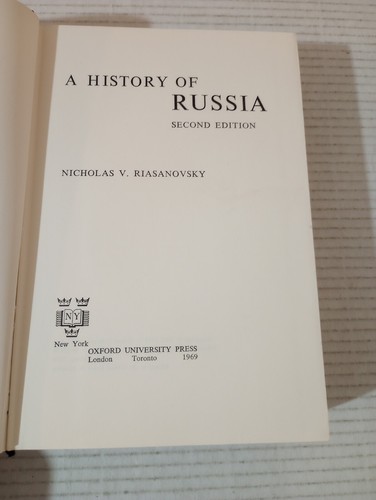 A HISTORY OF
RUSSIA
SECOND EDITION
NICHOLAS V. RIASANOVSKY
NY
New York
OXFORD UNIVERSITY PRESS
London Toronto 1969